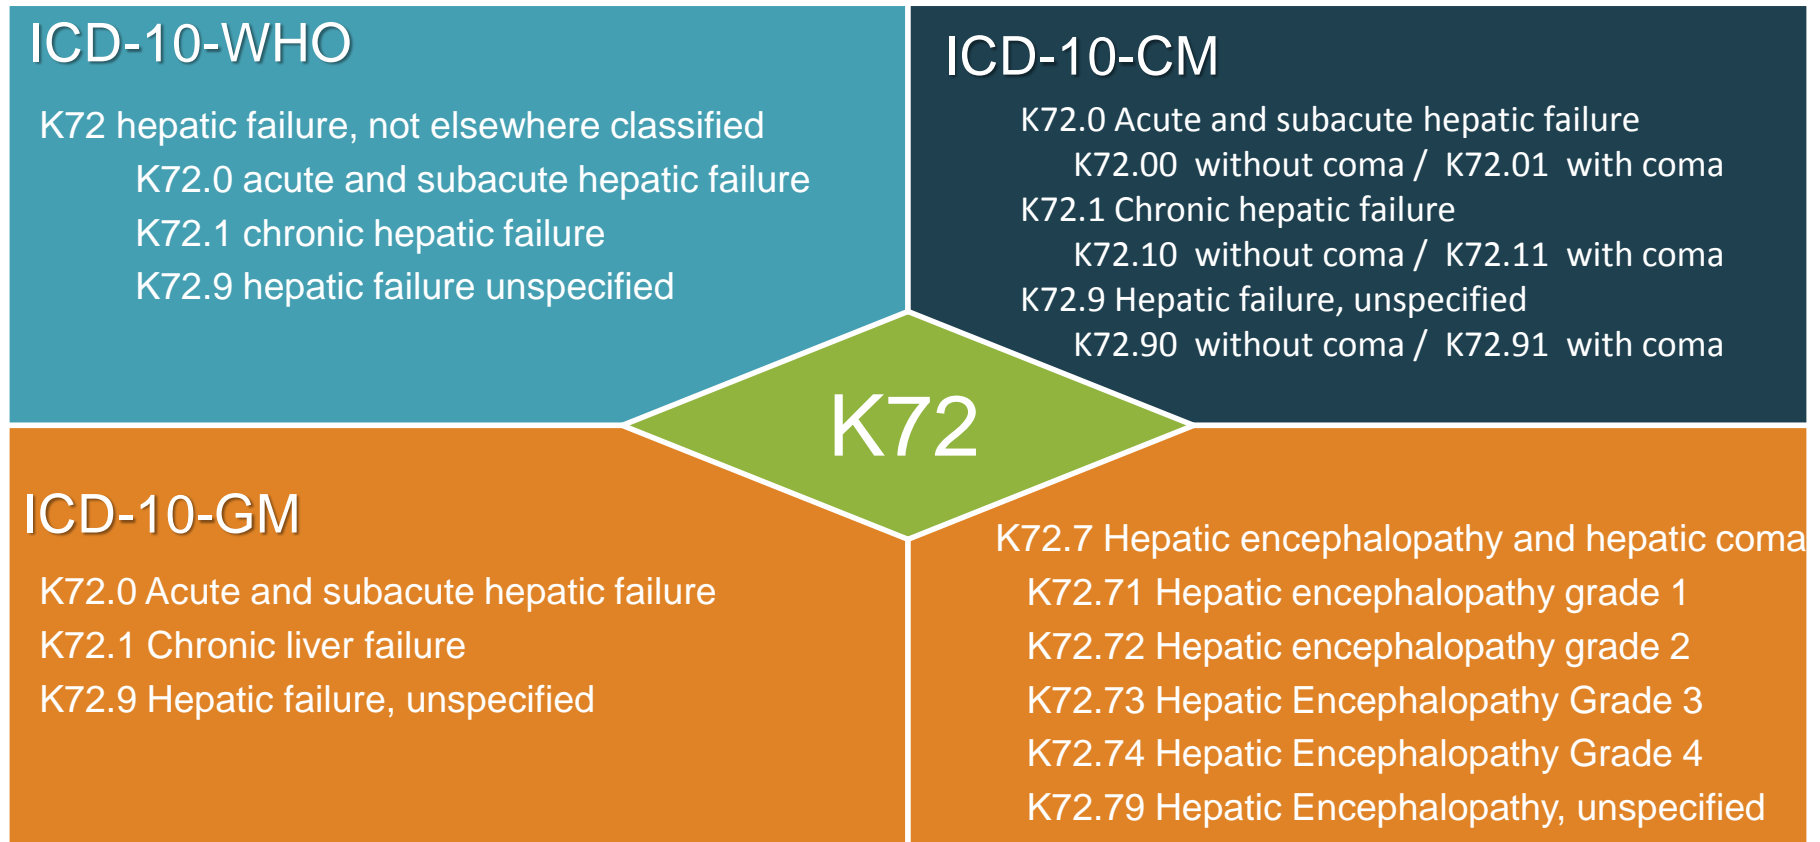 ICD-10-WHO
K72 hepatic failure, not elsewhere classified
K72.0 acute and subacute hepatic failure
K72.1 chronic hepatic failure
K72.9 hepatic failure unspecified
ICD-10-CM
K72.0 Acute and subacute hepatic failure
K72.00 without coma / K72.01 with coma
K72.1 Chronic hepatic failure
K72.10 without coma / K72.11 with coma
K72.9 Hepatic failure, unspecified
K72.90 without coma / K72.91 with coma
K72
ICD-10-GM
K72.0 Acute and subacute hepatic failure
K72.1 Chronic liver failure
K72.9 Hepatic failure, unspecified
K72.7 Hepatic encephalopathy and hepatic coma
K72.71 Hepatic encephalopathy grade 1
K72.72 Hepatic encephalopathy grade 2
K72.73 Hepatic Encephalopathy Grade 3
K72.74 Hepatic Encephalopathy Grade 4
K72.79 Hepatic Encephalopathy, unspecified